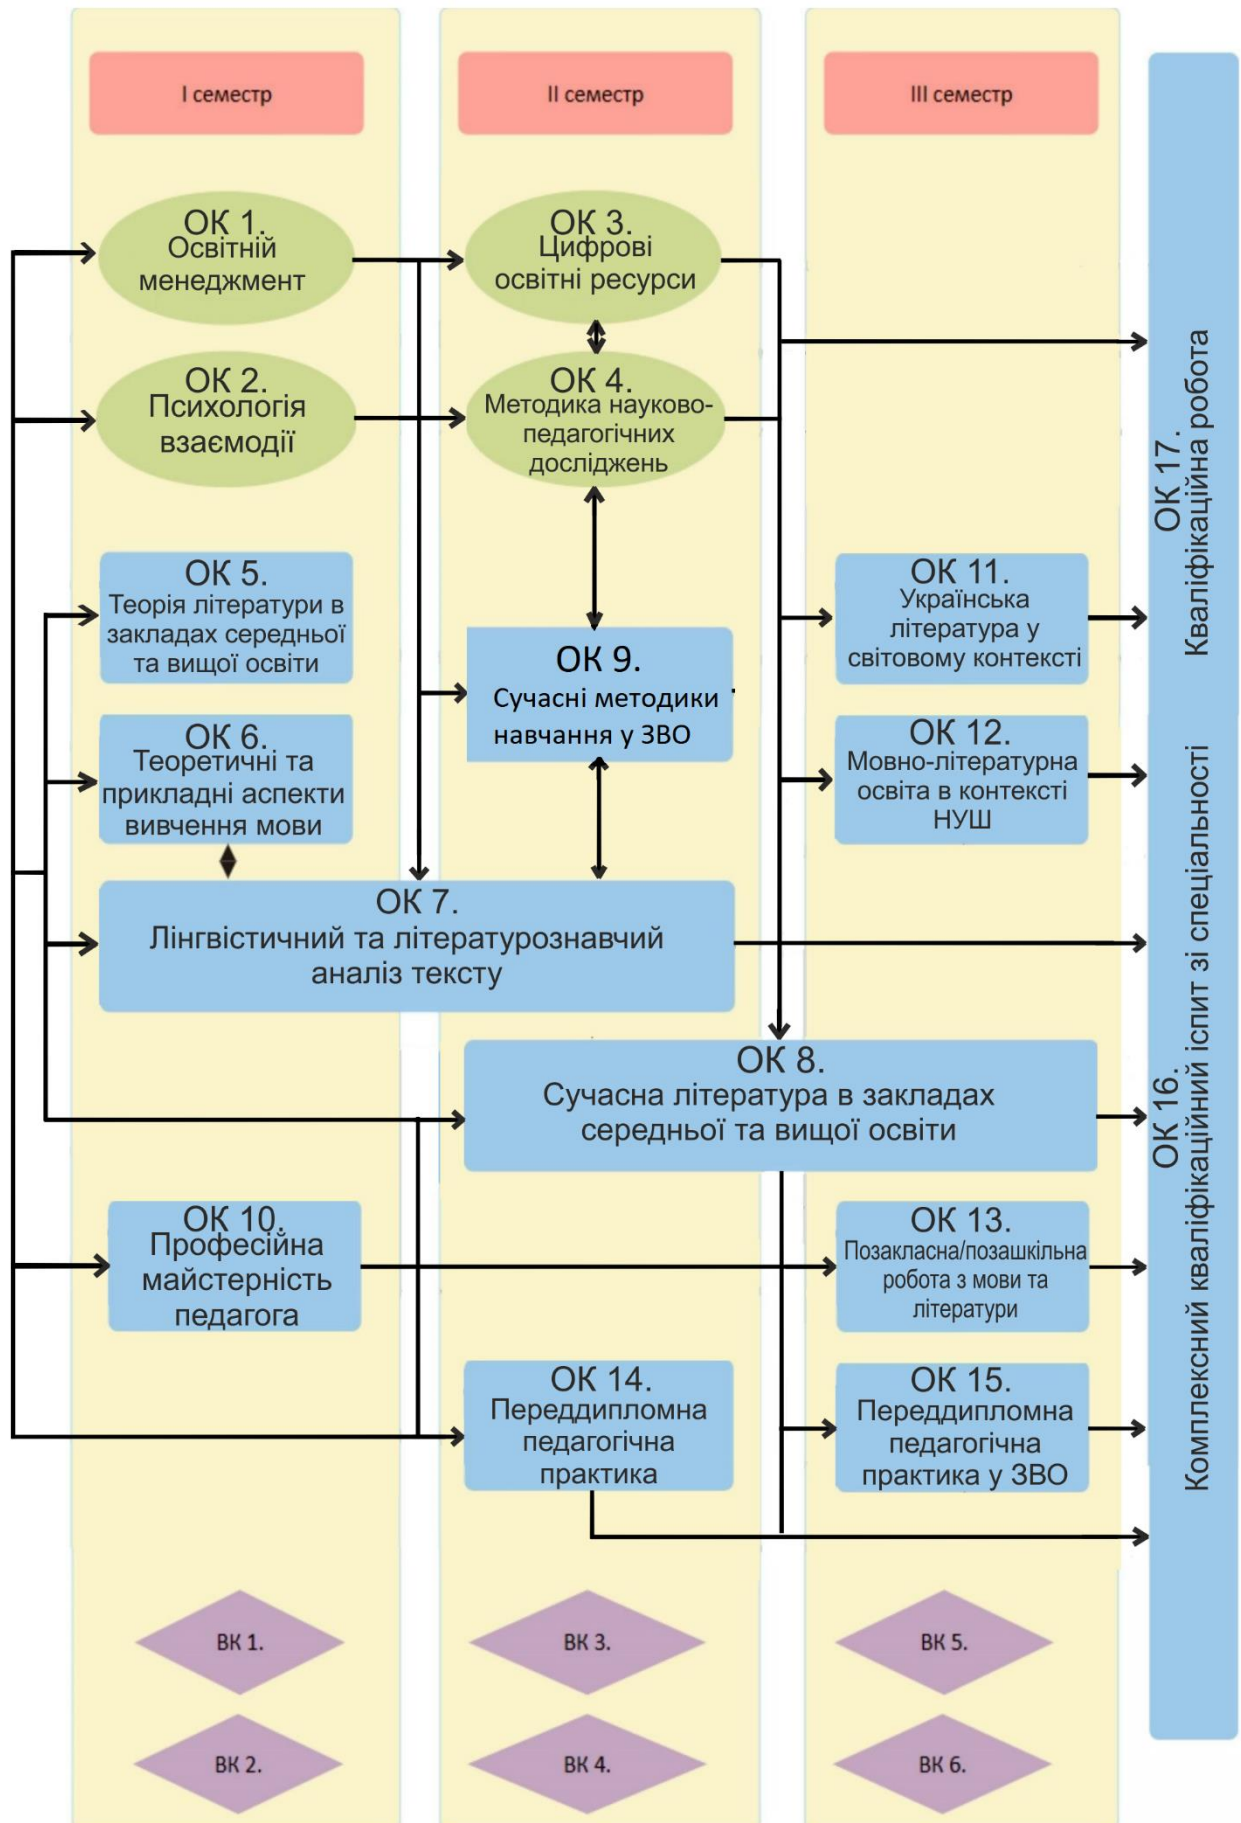 I семестр
II семестр
III семестр
ОК 1.
Освітній
менеджмент
ОК 3.
Цифрові
освітні ресурси
ОК 2.
Психологія
взаємодії
ОК 4.
Методика науково-
педагогічних
досліджень
ОК 5.
Теорія літератури в
закладах середньої
та вищої освіти
ОК 9.
Сучасні методики
навчання у ЗВО
ОК 11.
Українська
література у
світовому контексті
ОК 6.
Теоретичні та
прикладні аспекти
вивчення мови
ОК 12.
Мовно-літературна
освіта в контексті
НУШ
ОК 7.
Лінгвістичний та літературознавчий
аналіз тексту
ОК 8.
Сучасна література в закладах
середньої та вищої освіти
ОК 10.
Професійна
майстерність
педагога
ОК 13.
Позакласна/позашкільна
робота з мови та
літератури
ОК 14.
Переддипломна
педагогічна
практика
ОК 15.
Переддипломна
педагогічна
практика у ЗВО
ОК 17.
Кваліфікаційна робота
ОК 16.
Комплексний кваліфікаційний іспит зі спеціальності
ВК 1.
ВК 3.
ВК 5.
ВК 2.
ВК 4.
ВК 6.